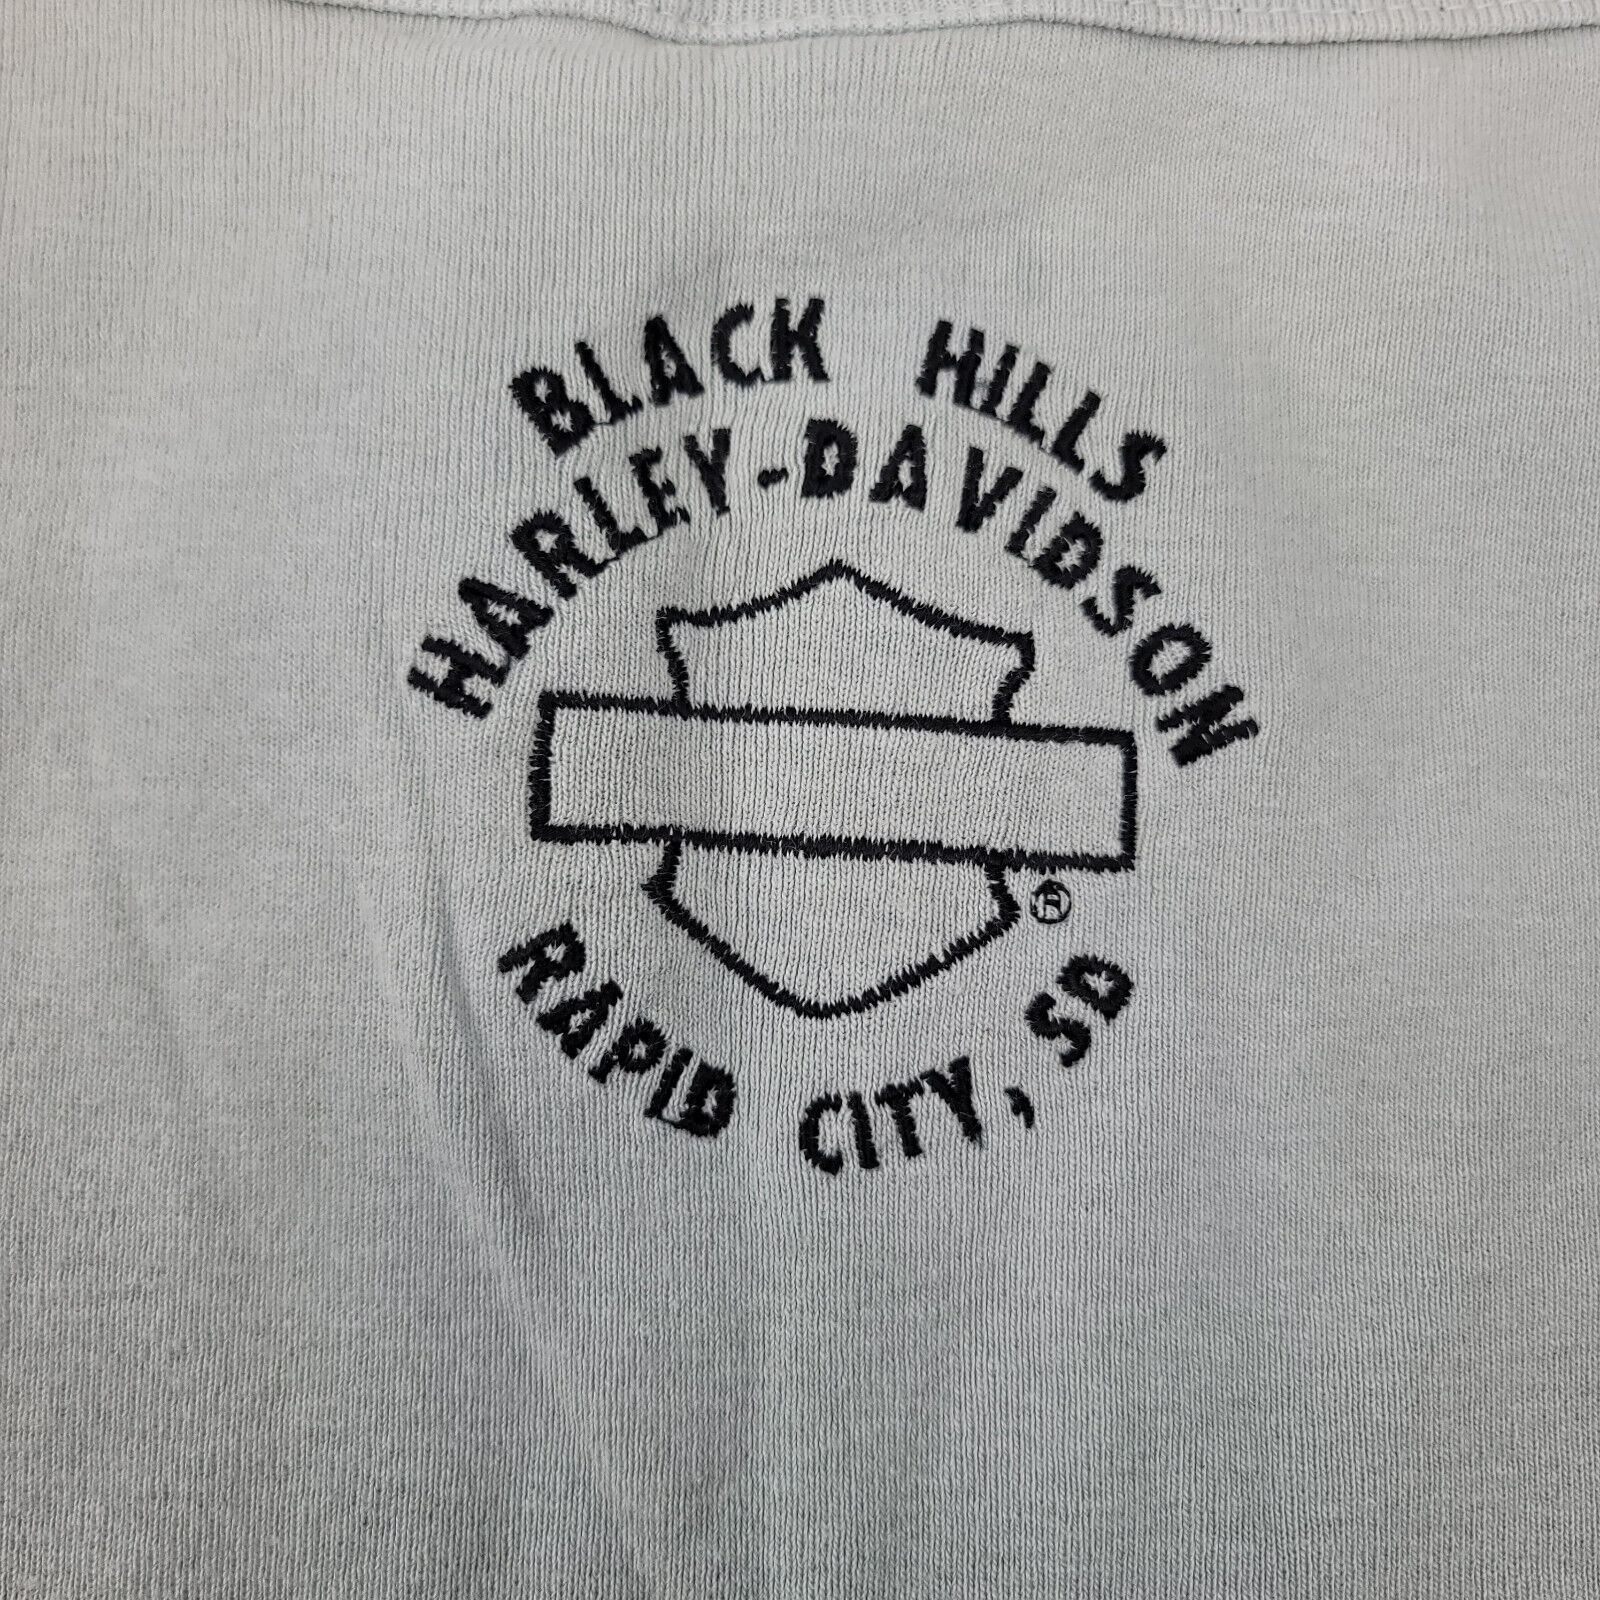 BLACK HILLS
HARLEY-DAVIDSON
®
RAPID CITY, SD